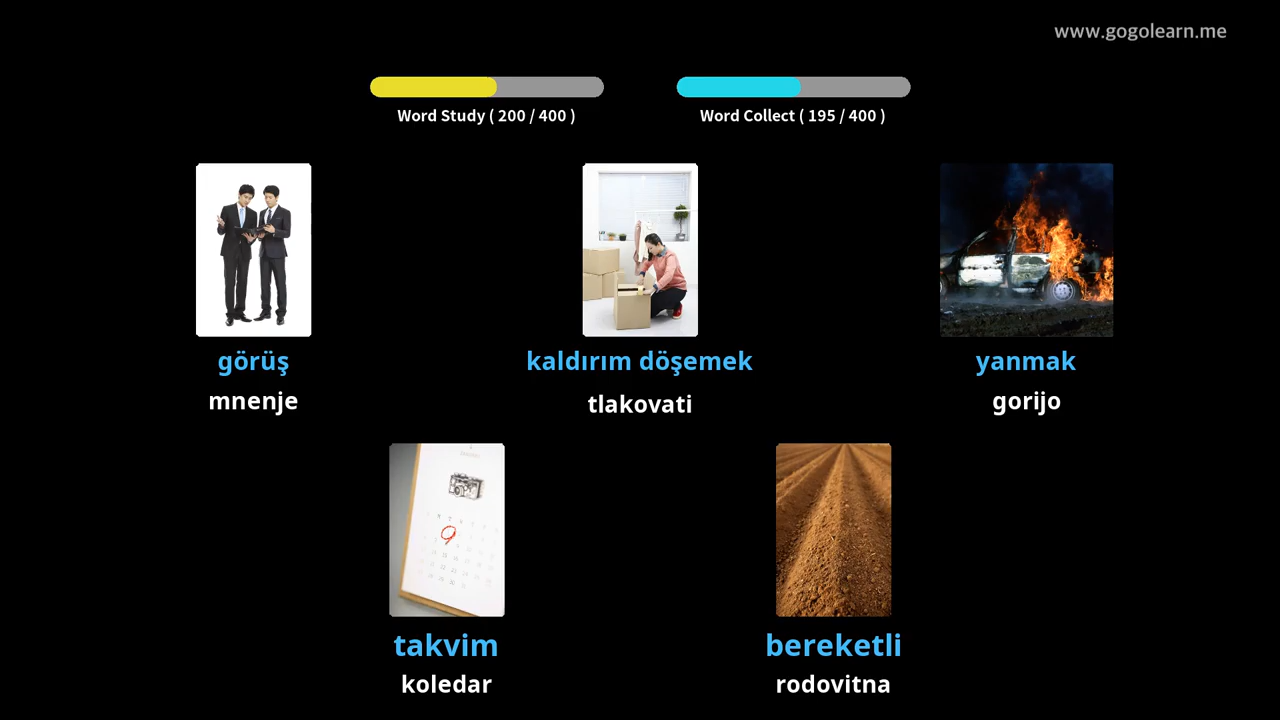 www.gogolearn.me
Word Study ( 200 / 400 )
Word Collect ( 195 / 400 )
görüş
mnenje
kaldırım döşemek
tlakovati
yanmak
gorijo
takvim
koledar
bereketli
rodovitna